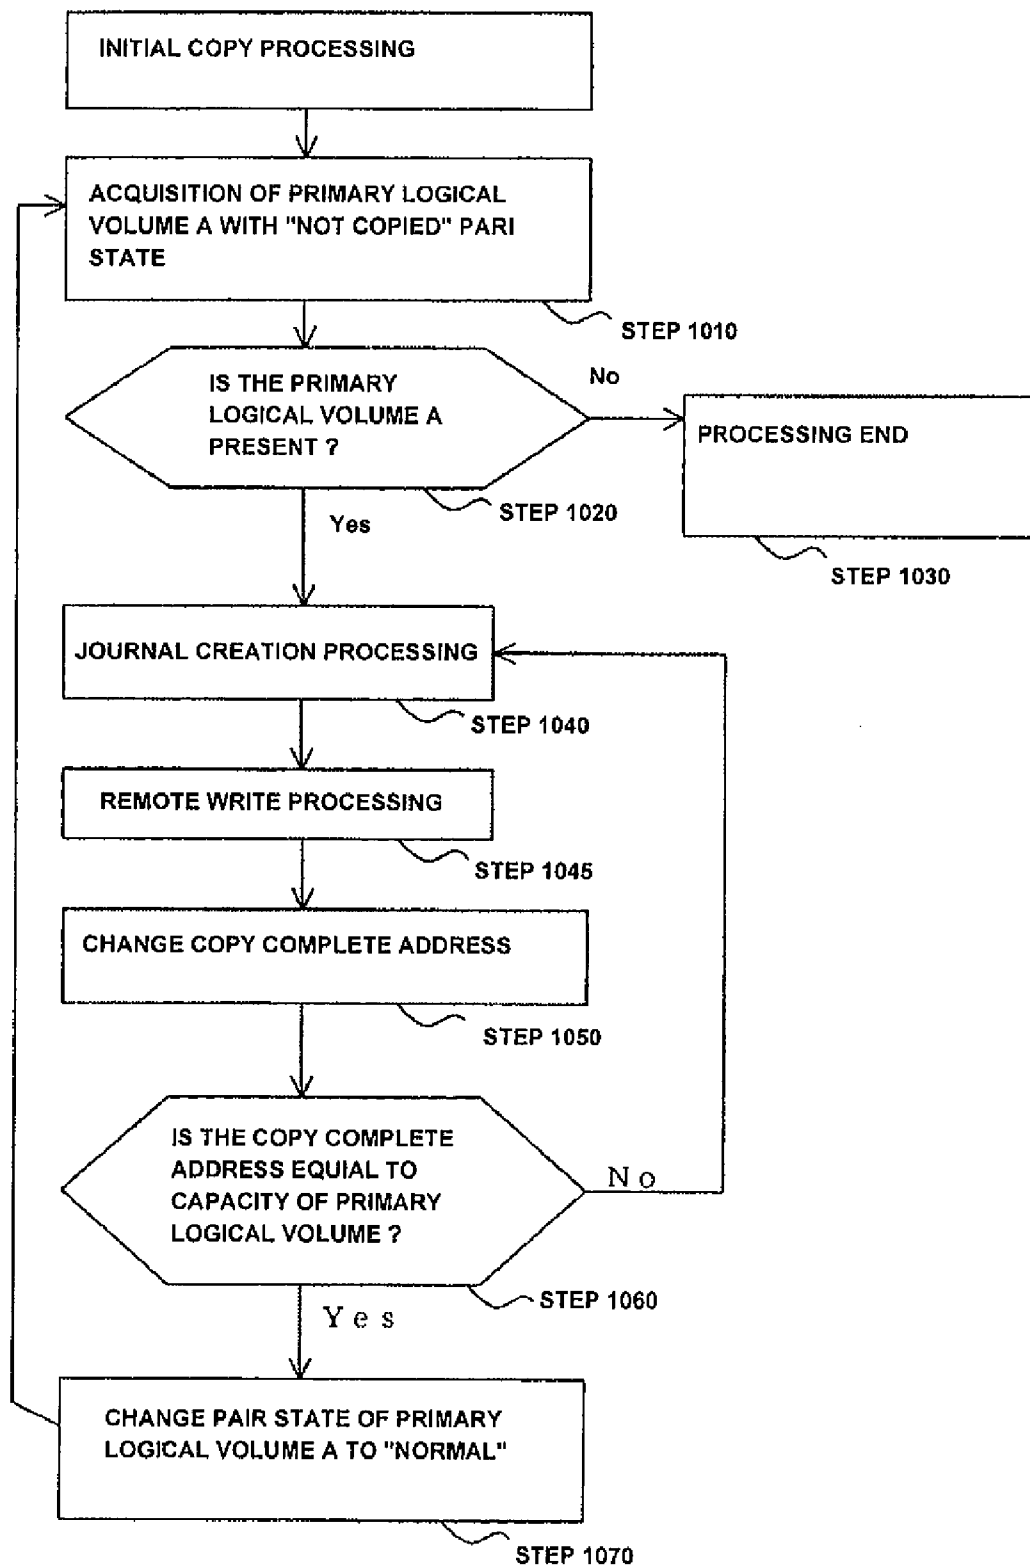 INITIAL COPY PROCESSING
ACQUISITION OF PRIMARY LOGICAL
VOLUME A WITH "NOT COPIED" PARI
STATE
STEP 1010
IS THE PRIMARY
LOGICAL VOLUME A
PRESENT ?
No
PROCESSING END
STEP 1020
Yes
STEP 1030
JOURNAL CREATION PROCESSING
STEP 1040
REMOTE WRITE PROCESSING
STEP 1045
CHANGE COPY COMPLETE ADDRESS
STEP 1050
IS THE COPY COMPLETE
ADDRESS EQUIAL TO
CAPACITY OF PRIMARY
LOGICAL VOLUME ?
No
STEP 1060
Yes
CHANGE PAIR STATE OF PRIMARY
LOGICAL VOLUME A TO "NORMAL"
STEP 1070